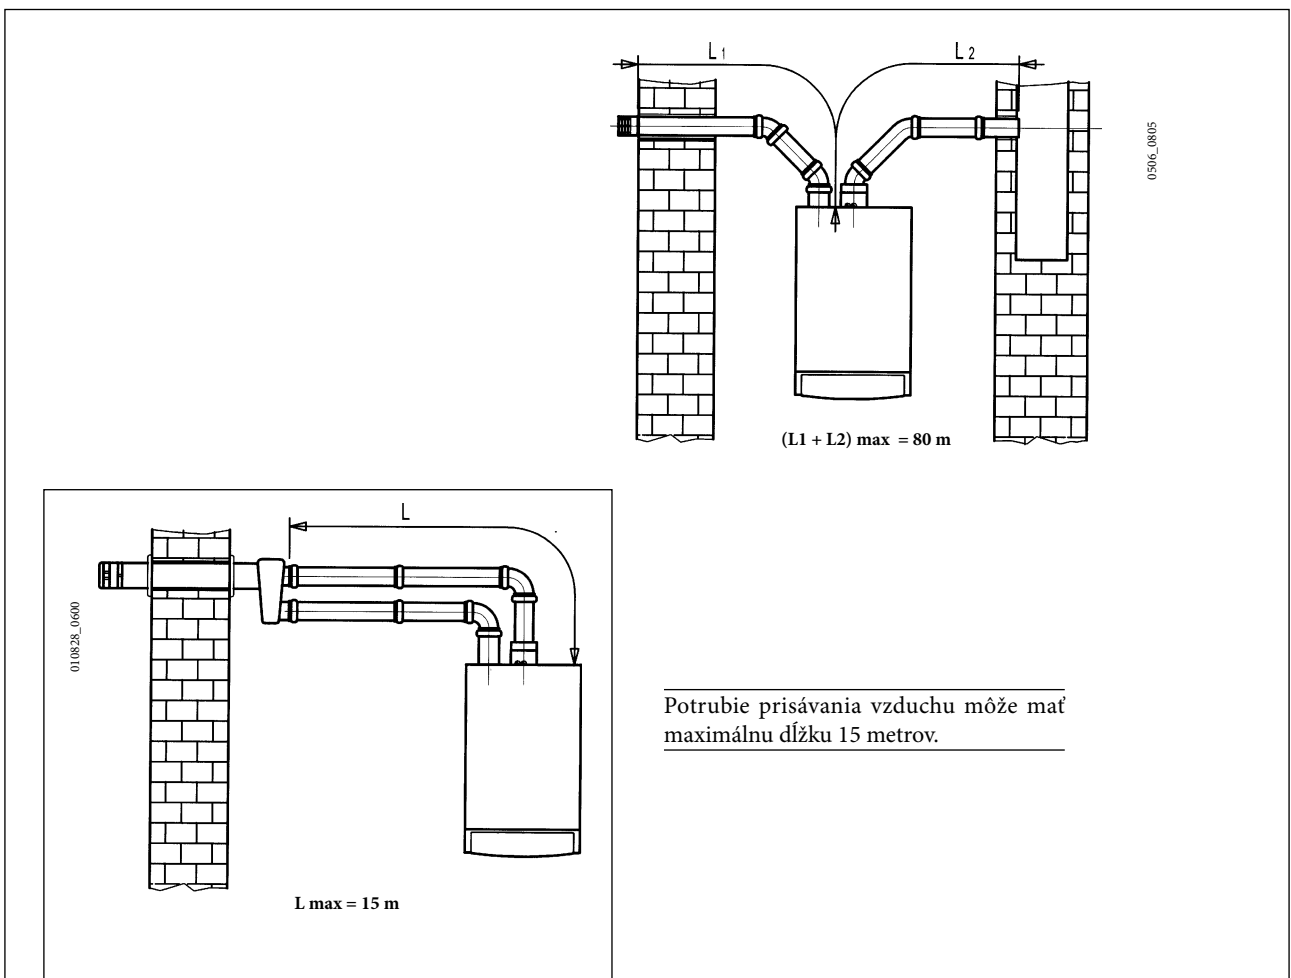 L1
L2
0506_0805
(L1 + L2) max = 80 m
L
010828_0600
Potrubie prisávania vzduchu môže mať
maximálnu dĺžku 15 metrov.
L max = 15 m